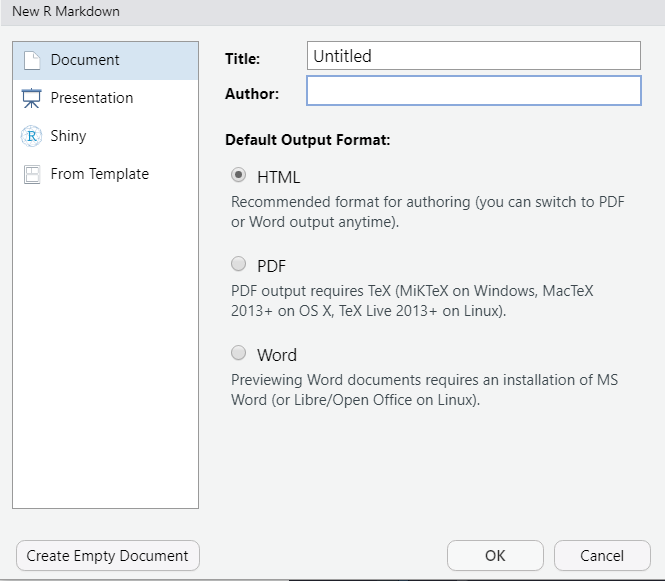 New R Markdown
Document
Presentation
R
Shiny
From Template
Title:
Untitled
Author:
Default Output Format:
HTML
Recommended format for authoring (you can switch to PDF
or Word output anytime).
PDF
PDF output requires TeX (MiKTeX on Windows, MacTeX
2013+ on OS X, TeX Live 2013+ on Linux).
Word
Previewing Word documents requires an installation of MS
Word (or Libre/Open Office on Linux).
Create Empty Document
OK
Cancel